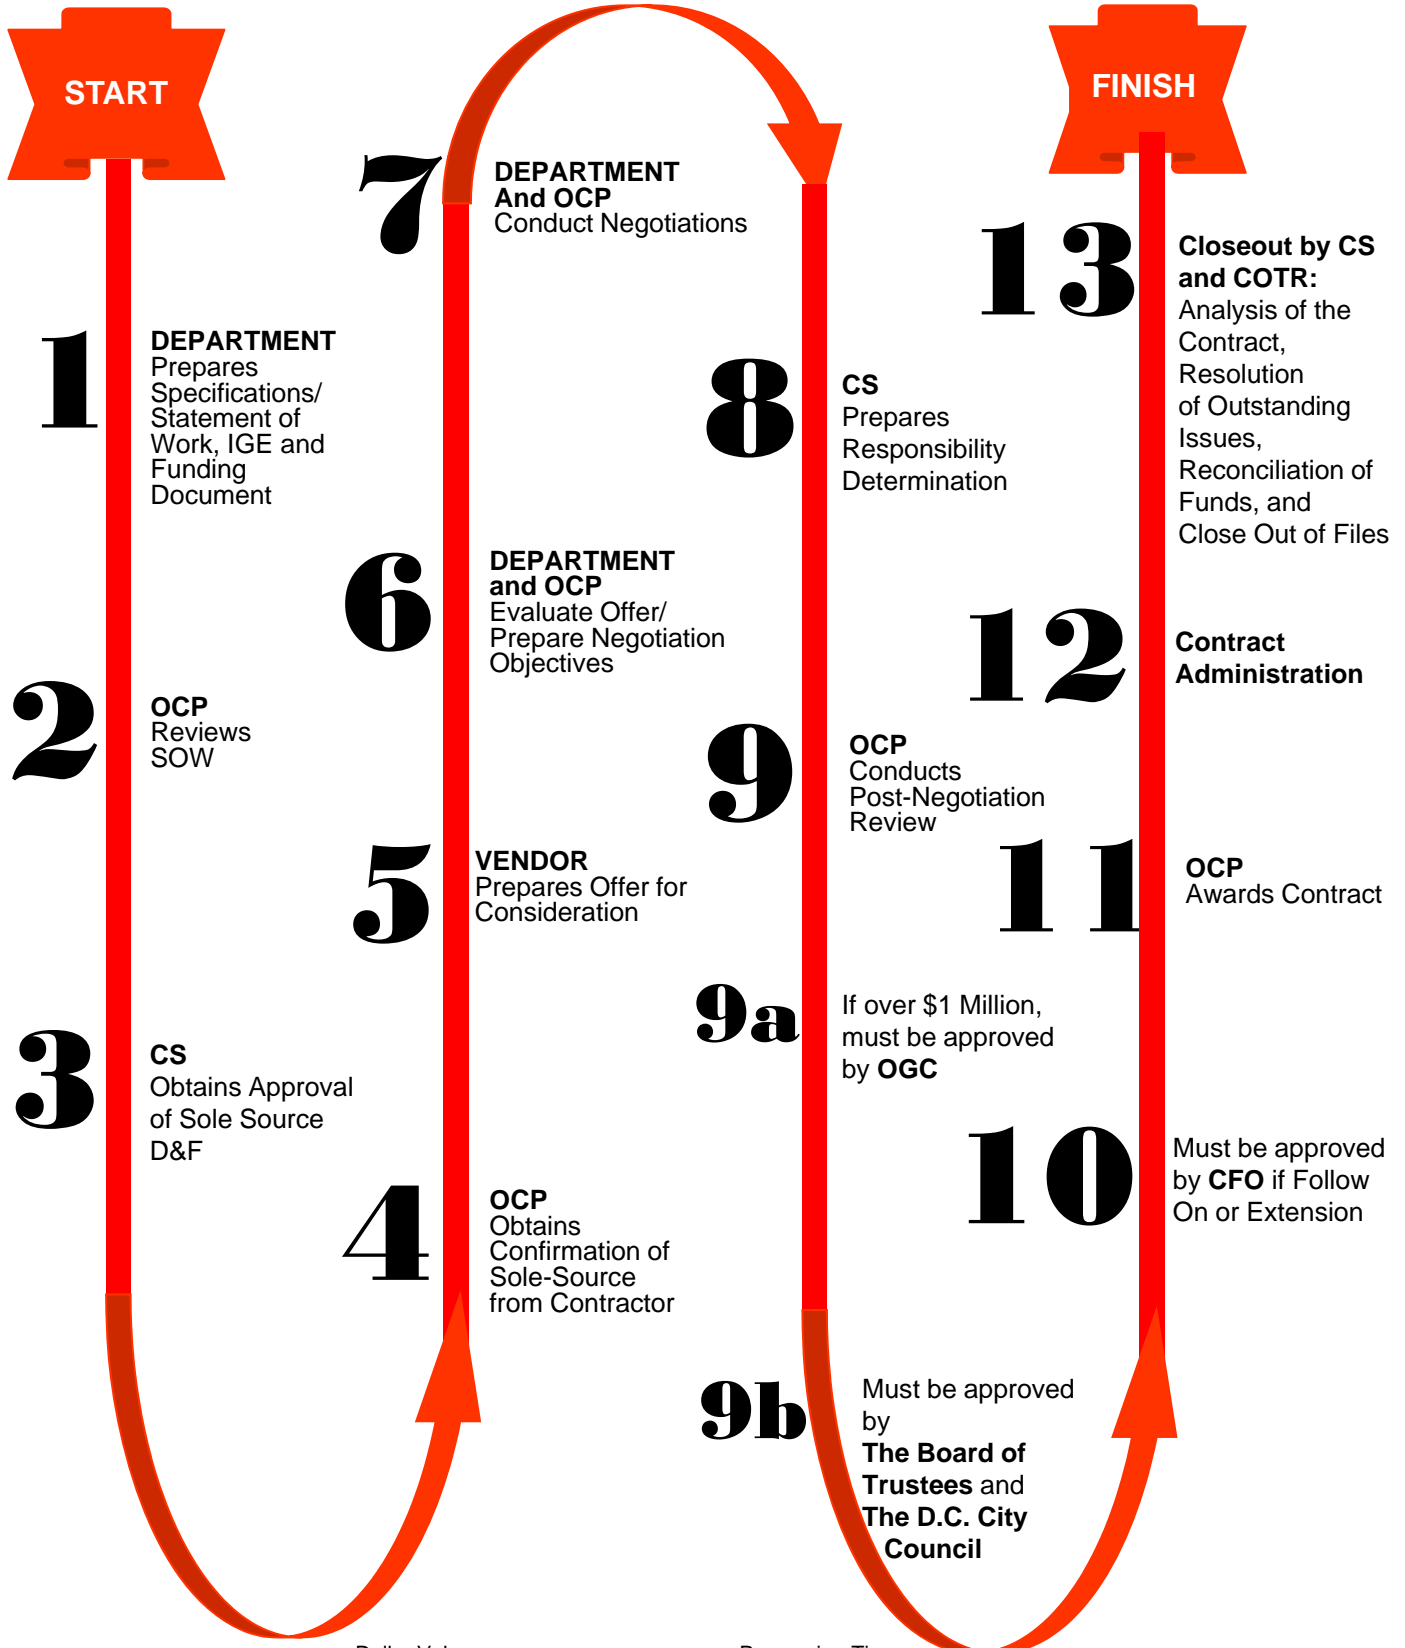 START
1
DEPARTMENT
Prepares
Specifications/
Statement of
Work, IGE and
Funding
Document
2
OCP
Reviews
SOW
3
CS
Obtains Approval
of Sole Source
D&F
4
OCP
Obtains
Confirmation of
Sole-Source
from Contractor
5
VENDOR
Prepares Offer for
Consideration
6
DEPARTMENT
and OCP
Evaluate Offer/
Prepare Negotiation
Objectives
7
DEPARTMENT
And OCP
Conduct Negotiations
8
CS
Prepares
Responsibility
Determination
9
OCP
Conducts
Post-Negotiation
Review
9a
If over $1 Million,
must be approved
by OGC
9b
Must be approved
by
The Board of
Trustees and
The D.C. City
Council
10
Must be approved
by CFO if Follow
On or Extension
11
OCP
Awards Contract
12
Contract
Administration
13
Closeout by CS
and COTR:
Analysis of the
Contract,
Resolution
of Outstanding
Issues,
Reconciliation of
Funds, and
Close Out of Files
FINISH